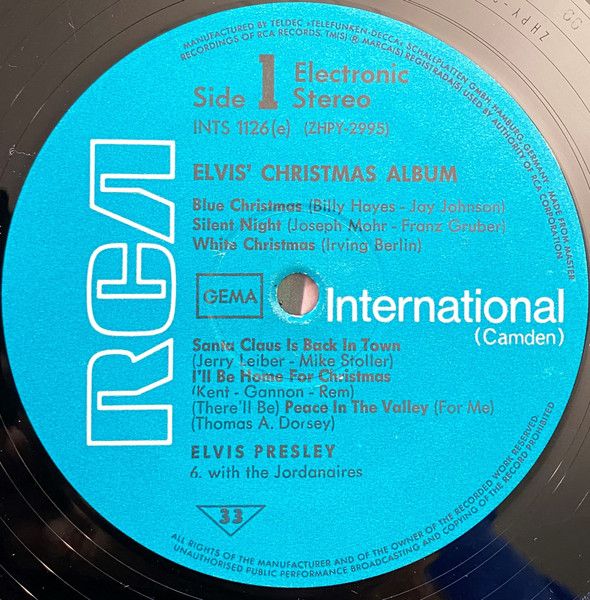 MANUFACTURED BY TELDEC »TELEFUNKEN-DECCA« SCHALLPLATTEN GMBH, HAMBURG, GERMANY · MADE FROM MASTER
RECORDINGS OF RCA RECORDS. TM(S) ® MARCA(S) REGISTRADA(S) USED BY AUTHORITY OF RCA CORPORATION
Side 1 Electronic
Stereo
INTS 1126(e) (ZHPY-2995)
RCA
ELVIS' CHRISTMAS ALBUM
Blue Christmas (Billy Hayes - Jay Johnson)
Silent Night (Joseph Mohr - Franz Gruber)
White Christmas (Irving Berlin)
GEMA
International
(Camden)
Santa Claus Is Back In Town
(Jerry Leiber - Mike Stoller)
I'll Be Home For Christmas
(Kent - Gannon - Rem)
(There'll Be) Peace In The Valley (For Me)
(Thomas A. Dorsey)
ELVIS PRESLEY
6. with the Jordanaires
33
ALL RIGHTS OF THE MANUFACTURER AND OF THE OWNER OF THE RECORDED WORK RESERVED.
UNAUTHORISED PUBLIC PERFORMANCE BROADCASTING AND COPYING OF THE RECORD PROHIBITED